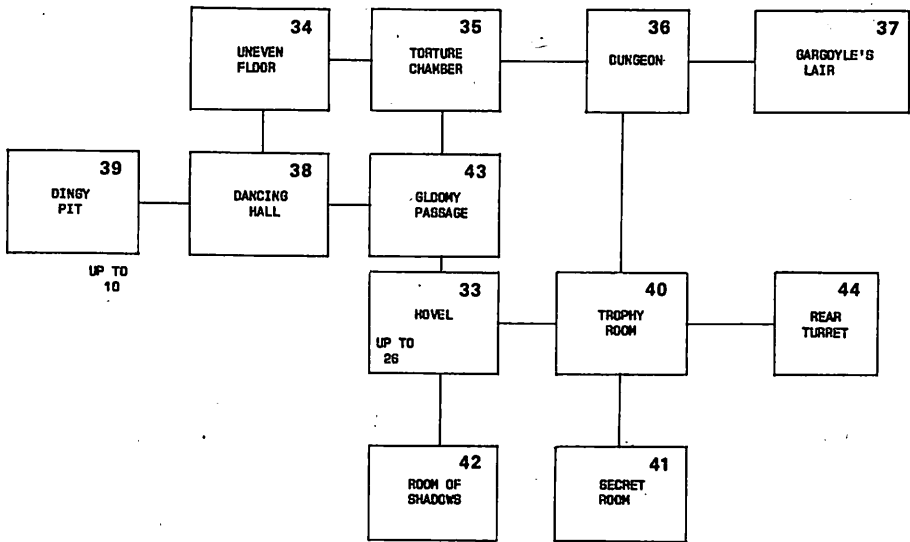 34
UNEVEN
FLOOR
35
TORTURE
CHAMBER
36
DUNGEON
37
GARGOYLE'S
LAIR
39
DINGY
PIT
UP TO
10
38
DANCING
HALL
43
GLOOMY
PASSAGE
33
HOVEL
UP TO
26
40
TROPHY
ROOM
44
REAR
TURRET
42
ROOM OF
SHADOWS
41
SECRET
ROOM